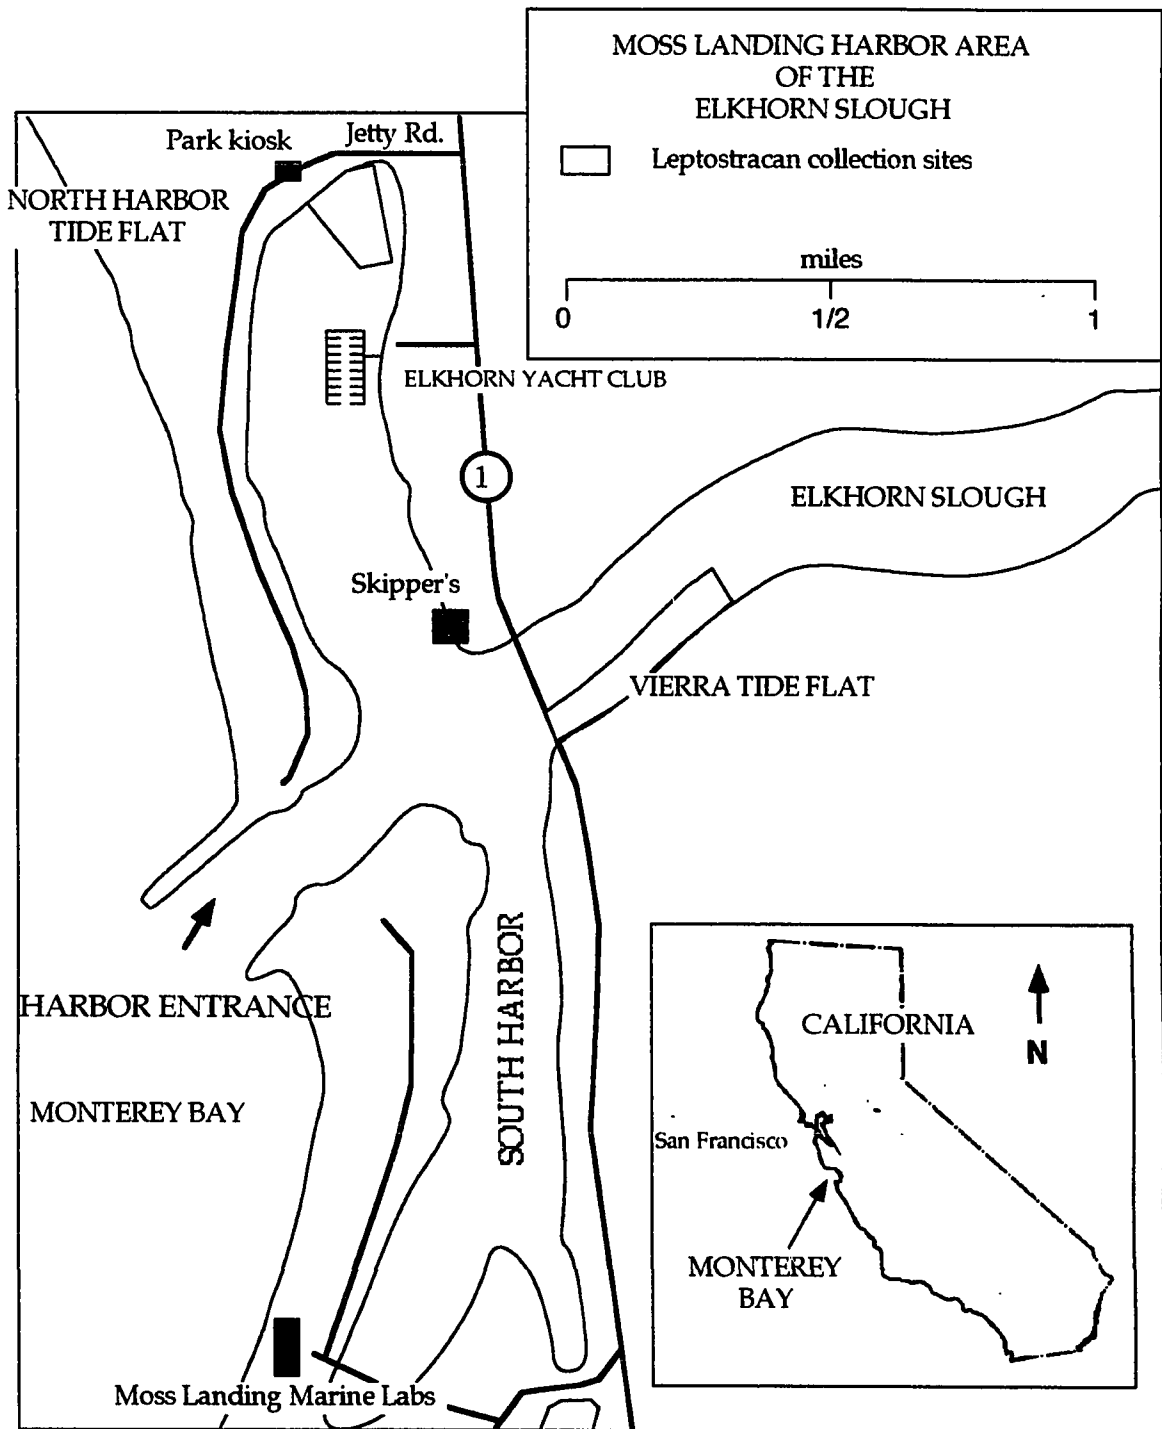 MOSS LANDING HARBOR AREA
OF THE
ELKHORN SLOUGH
Leptostracan collection sites
miles
0 1/2 1
Park kiosk
Jetty Rd.
NORTH HARBOR
TIDE FLAT
ELKHORN YACHT CLUB
1
ELKHORN SLOUGH
Skipper's
VIERRA TIDE FLAT
SOUTH HARBOR
HARBOR ENTRANCE
MONTEREY BAY
Moss Landing Marine Labs
CALIFORNIA
N
San Francisco
MONTEREY
BAY